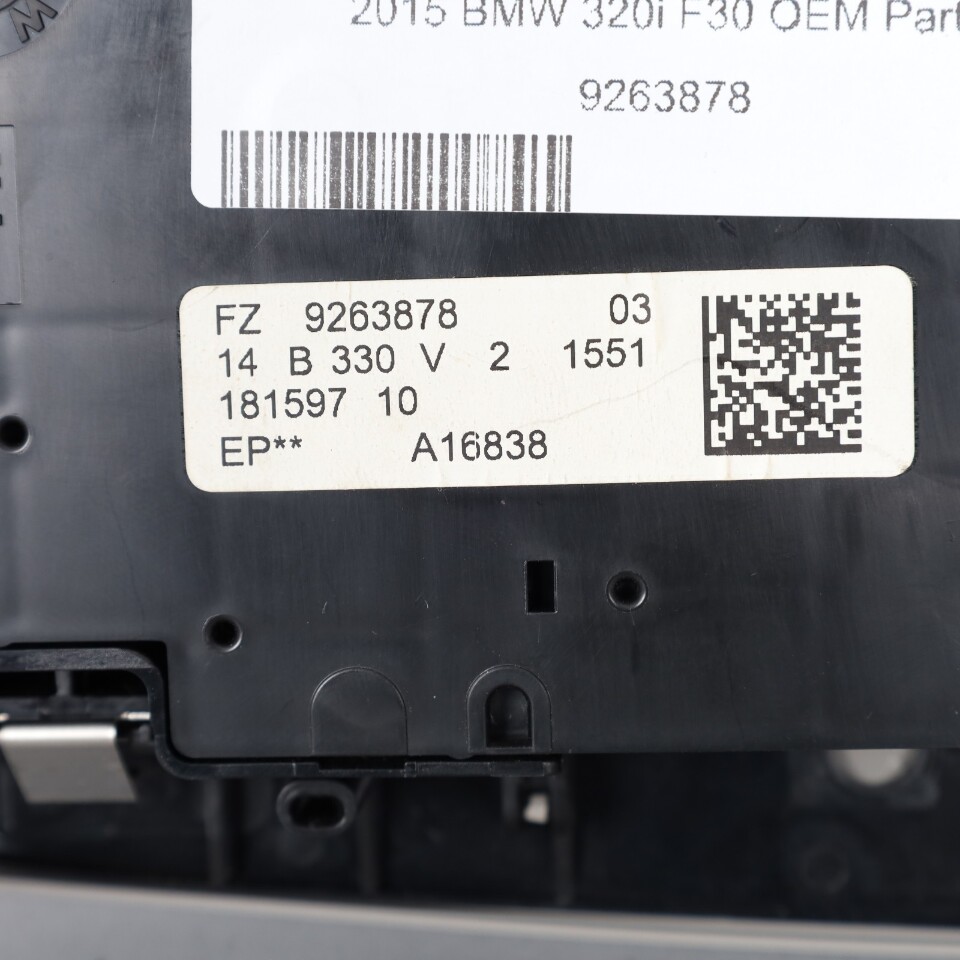 2015 BMW 320i F30 OEM Part
9263878
FZ 9263878 03
14 B 330 V 2 1551
181597 10
EP** A16838